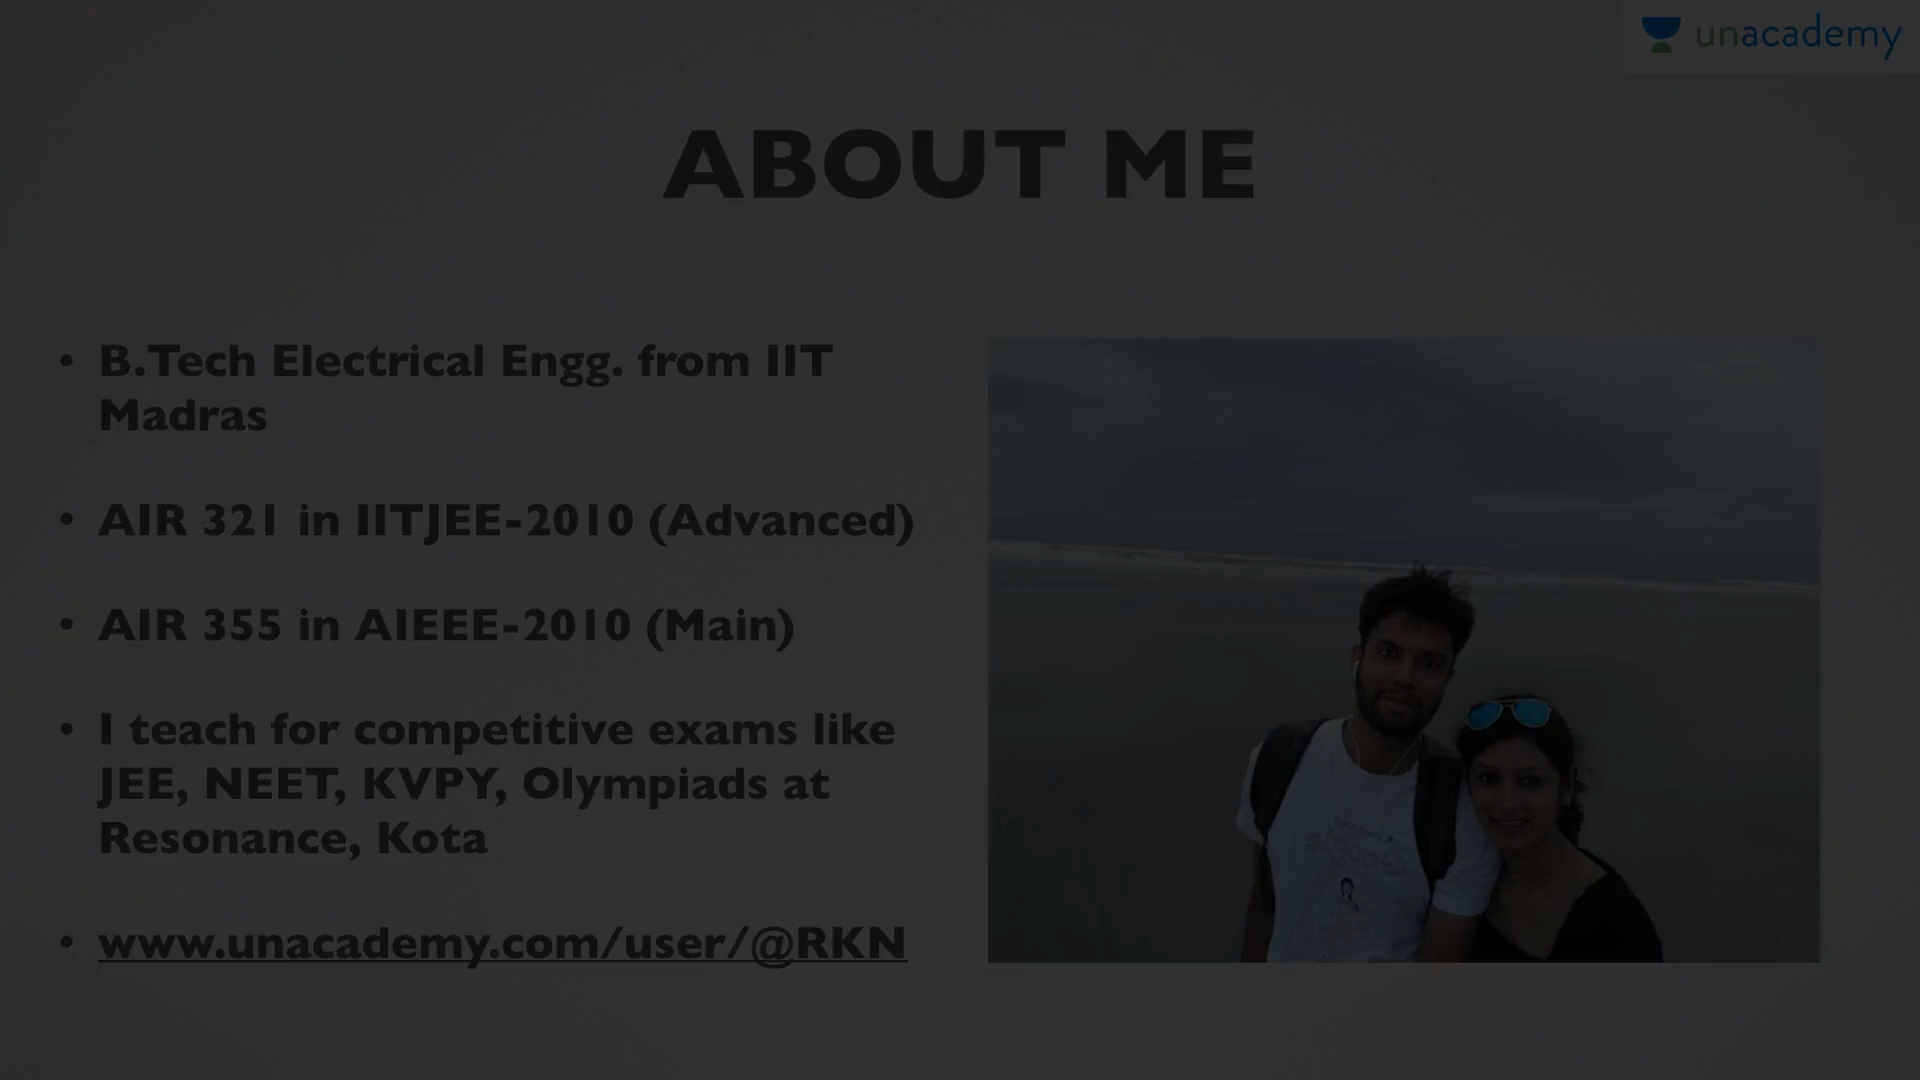 unacademy
ABOUT ME
• B.Tech Electrical Engg. from IIT
Madras
• AIR 321 in IITJEE-2010 (Advanced)
• AIR 355 in AIEEE-2010 (Main)
• I teach for competitive exams like
JEE, NEET, KVPY, Olympiads at
Resonance, Kota
• www.unacademy.com/user/@RKN